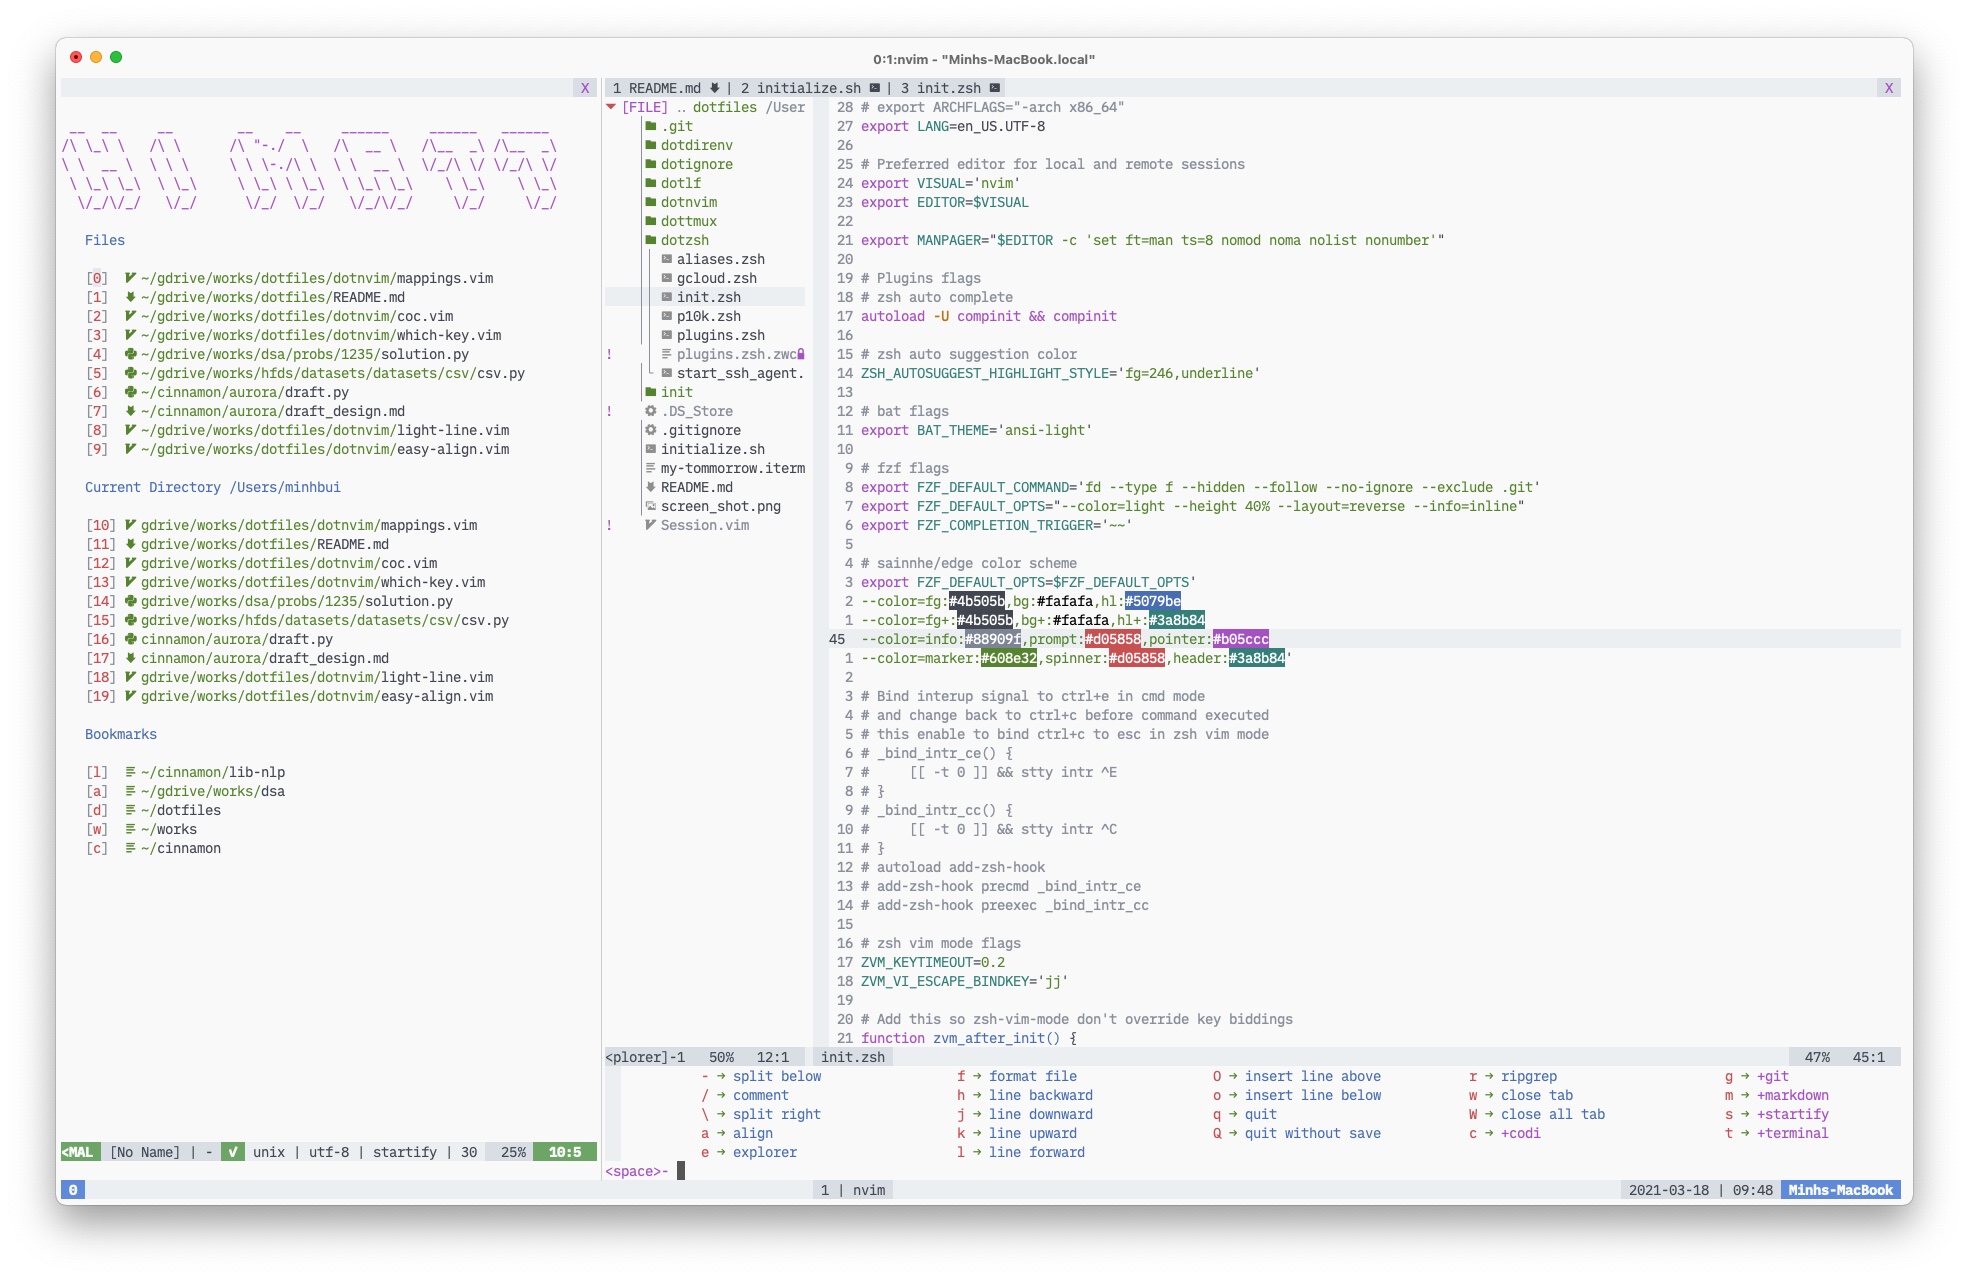 0:1:nvim - "Minhs-MacBook.local"
X
 __  __     __        __    __     ______     ______   ______
/\ \_\ \   /\ \      /\ "-./  \   /\  __ \   /\__  _\ /\__  _\
\ \  __ \  \ \ \     \ \ \-./\ \  \ \  __ \  \/_/\ \/ \/_/\ \/
 \ \_\ \_\  \ \_\     \ \_\ \ \_\  \ \_\ \_\    \ \_\    \ \_\
  \/_/\/_/   \/_/      \/_/  \/_/   \/_/\/_/     \/_/     \/_/
Files
[0] ~/gdrive/works/dotfiles/dotnvim/mappings.vim
[1] ~/gdrive/works/dotfiles/README.md
[2] ~/gdrive/works/dotfiles/dotnvim/coc.vim
[3] ~/gdrive/works/dotfiles/dotnvim/which-key.vim
[4] ~/gdrive/works/dsa/probs/1235/solution.py
[5] ~/gdrive/works/hfds/datasets/datasets/csv/csv.py
[6] ~/cinnamon/aurora/draft.py
[7] ~/cinnamon/aurora/draft_design.md
[8] ~/gdrive/works/dotfiles/dotnvim/light-line.vim
[9] ~/gdrive/works/dotfiles/dotnvim/easy-align.vim
Current Directory /Users/minhbui
[10] gdrive/works/dotfiles/dotnvim/mappings.vim
[11] gdrive/works/dotfiles/README.md
[12] gdrive/works/dotfiles/dotnvim/coc.vim
[13] gdrive/works/dotfiles/dotnvim/which-key.vim
[14] gdrive/works/dsa/probs/1235/solution.py
[15] gdrive/works/hfds/datasets/datasets/csv/csv.py
[16] cinnamon/aurora/draft.py
[17] cinnamon/aurora/draft_design.md
[18] gdrive/works/dotfiles/dotnvim/light-line.vim
[19] gdrive/works/dotfiles/dotnvim/easy-align.vim
Bookmarks
[l] ~/cinnamon/lib-nlp
[a] ~/gdrive/works/dsa
[d] ~/dotfiles
[w] ~/works
[c] ~/cinnamon
<MAL [No Name] | - √ unix | utf-8 | startify | 30 25% 10:5
1 README.md | 2 initialize.sh | 3 init.zsh X
[FILE] .. dotfiles /User
.git
dotdirenv
dotignore
dotlf
dotnvim
dottmux
dotzsh
aliases.zsh
gcloud.zsh
init.zsh
p10k.zsh
plugins.zsh
! plugins.zsh.zwc
start_ssh_agent.
init
! .DS_Store
.gitignore
initialize.sh
my-tommorrow.iterm
README.md
screen_shot.png
! Session.vim
28 # export ARCHFLAGS="-arch x86_64"
27 export LANG=en_US.UTF-8
26
25 # Preferred editor for local and remote sessions
24 export VISUAL='nvim'
23 export EDITOR=$VISUAL
22
21 export MANPAGER="$EDITOR -c 'set ft=man ts=8 nomod noma nolist nonumber'"
20
19 # Plugins flags
18 # zsh auto complete
17 autoload -U compinit && compinit
16
15 # zsh auto suggestion color
14 ZSH_AUTOSUGGEST_HIGHLIGHT_STYLE='fg=246,underline'
13
12 # bat flags
11 export BAT_THEME='ansi-light'
10
9 # fzf flags
8 export FZF_DEFAULT_COMMAND='fd --type f --hidden --follow --no-ignore --exclude .git'
7 export FZF_DEFAULT_OPTS="--color=light --height 40% --layout=reverse --info=inline"
6 export FZF_COMPLETION_TRIGGER='~~'
5
4 # sainnhe/edge color scheme
3 export FZF_DEFAULT_OPTS=$FZF_DEFAULT_OPTS'
2 --color=fg:#4b505b,bg:#fafafa,hl:#5079be
1 --color=fg+:#4b505b,bg+:#fafafa,hl+:#3a8b84
45 --color=info:#88909f,prompt:#d05858,pointer:#b05ccc
1 --color=marker:#608e32,spinner:#d05858,header:#3a8b84'
2
3 # Bind interup signal to ctrl+e in cmd mode
4 # and change back to ctrl+c before command executed
5 # this enable to bind ctrl+c to esc in zsh vim mode
6 # _bind_intr_ce() {
7 #     [[ -t 0 ]] && stty intr ^E
8 # }
9 # _bind_intr_cc() {
10 #     [[ -t 0 ]] && stty intr ^C
11 # }
12 # autoload add-zsh-hook
13 # add-zsh-hook precmd _bind_intr_ce
14 # add-zsh-hook preexec _bind_intr_cc
15
16 # zsh vim mode flags
17 ZVM_KEYTIMEOUT=0.2
18 ZVM_VI_ESCAPE_BINDKEY='jj'
19
20 # Add this so zsh-vim-mode don't override key biddings
21 function zvm_after_init() {
<plorer]-1 50% 12:1 init.zsh 47% 45:1
- → split below f → format file O → insert line above r → ripgrep g → +git
/ → comment h → line backward o → insert line below w → close tab m → +markdown
\ → split right j → line downward q → quit W → close all tab s → +startify
a → align k → line upward Q → quit without save c → +codi t → +terminal
e → explorer l → line forward
<space>-
0 1 | nvim 2021-03-18 | 09:48 Minhs-MacBook